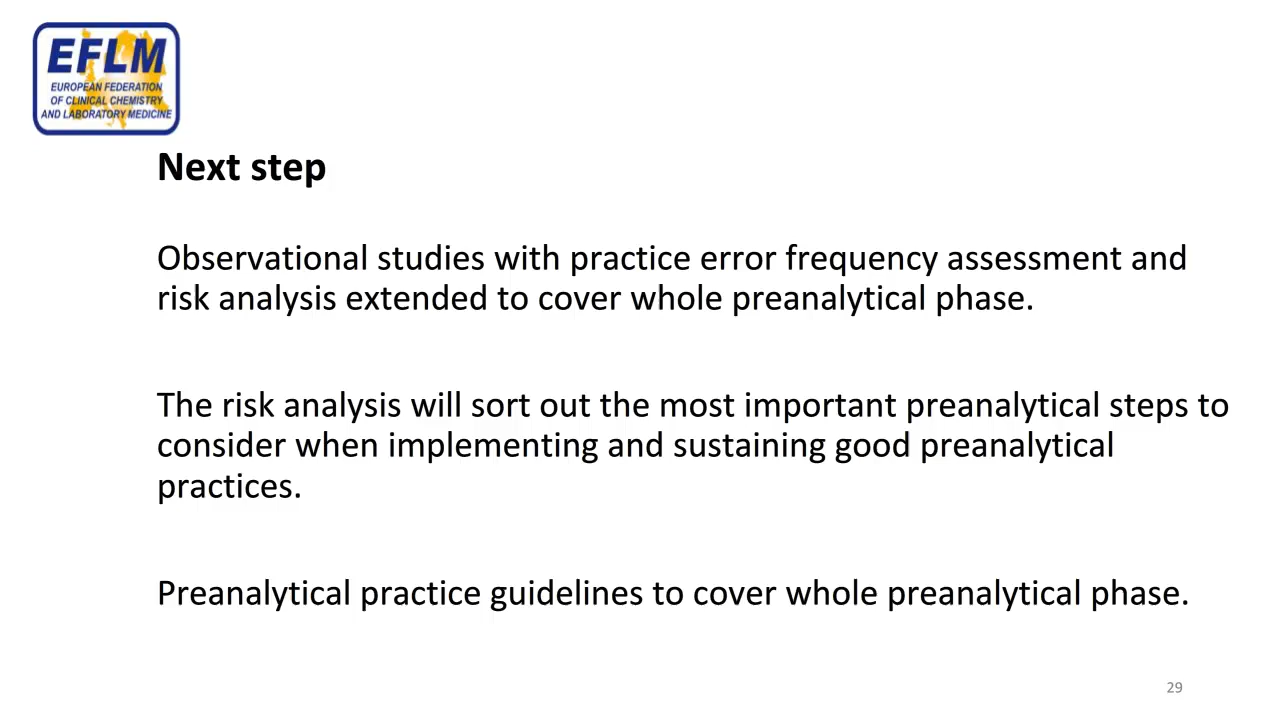 EFLM
EUROPEAN FEDERATION
OF CLINICAL CHEMISTRY
AND LABORATORY MEDICINE
Next step
Observational studies with practice error frequency assessment and
risk analysis extended to cover whole preanalytical phase.
The risk analysis will sort out the most important preanalytical steps to
consider when implementing and sustaining good preanalytical
practices.
Preanalytical practice guidelines to cover whole preanalytical phase.
29